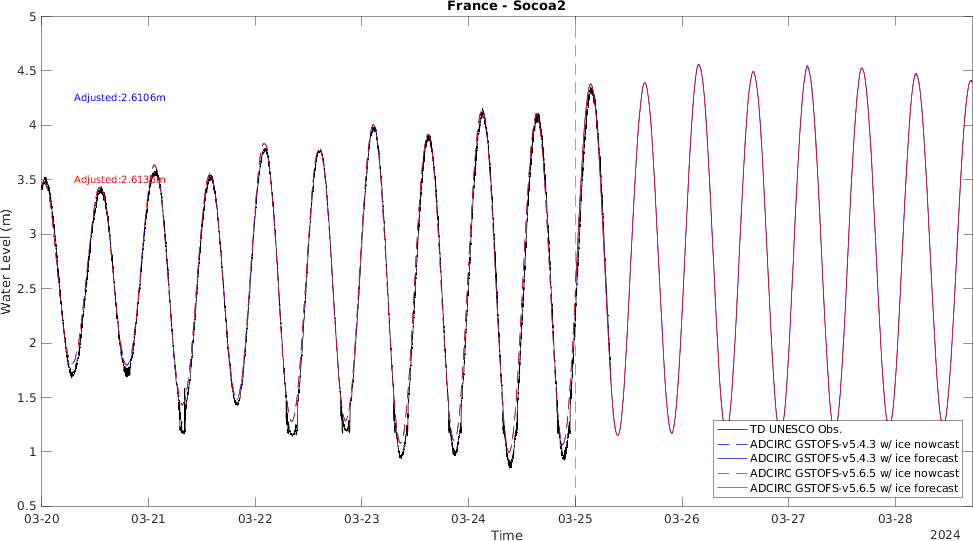 France - Socoa2
5
4.5
4
3.5
3
2.5
2
1.5
1
0.5
Water Level (m)
Adjusted:2.6106m
Adjusted:2.6135m
TD UNESCO Obs.
ADCIRC GSTOFS-v5.4.3 w/ ice nowcast
ADCIRC GSTOFS-v5.4.3 w/ ice forecast
ADCIRC GSTOFS-v5.6.5 w/ ice nowcast
ADCIRC GSTOFS-v5.6.5 w/ ice forecast
03-20 03-21 03-22 03-23 03-24 03-25 03-26 03-27 03-28
Time
2024